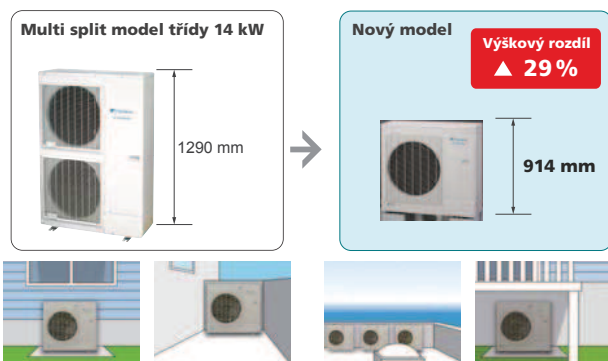 Multi split model třídy 14 kW
1290 mm
Nový model
Výškový rozdíl
▲ 29 %
914 mm